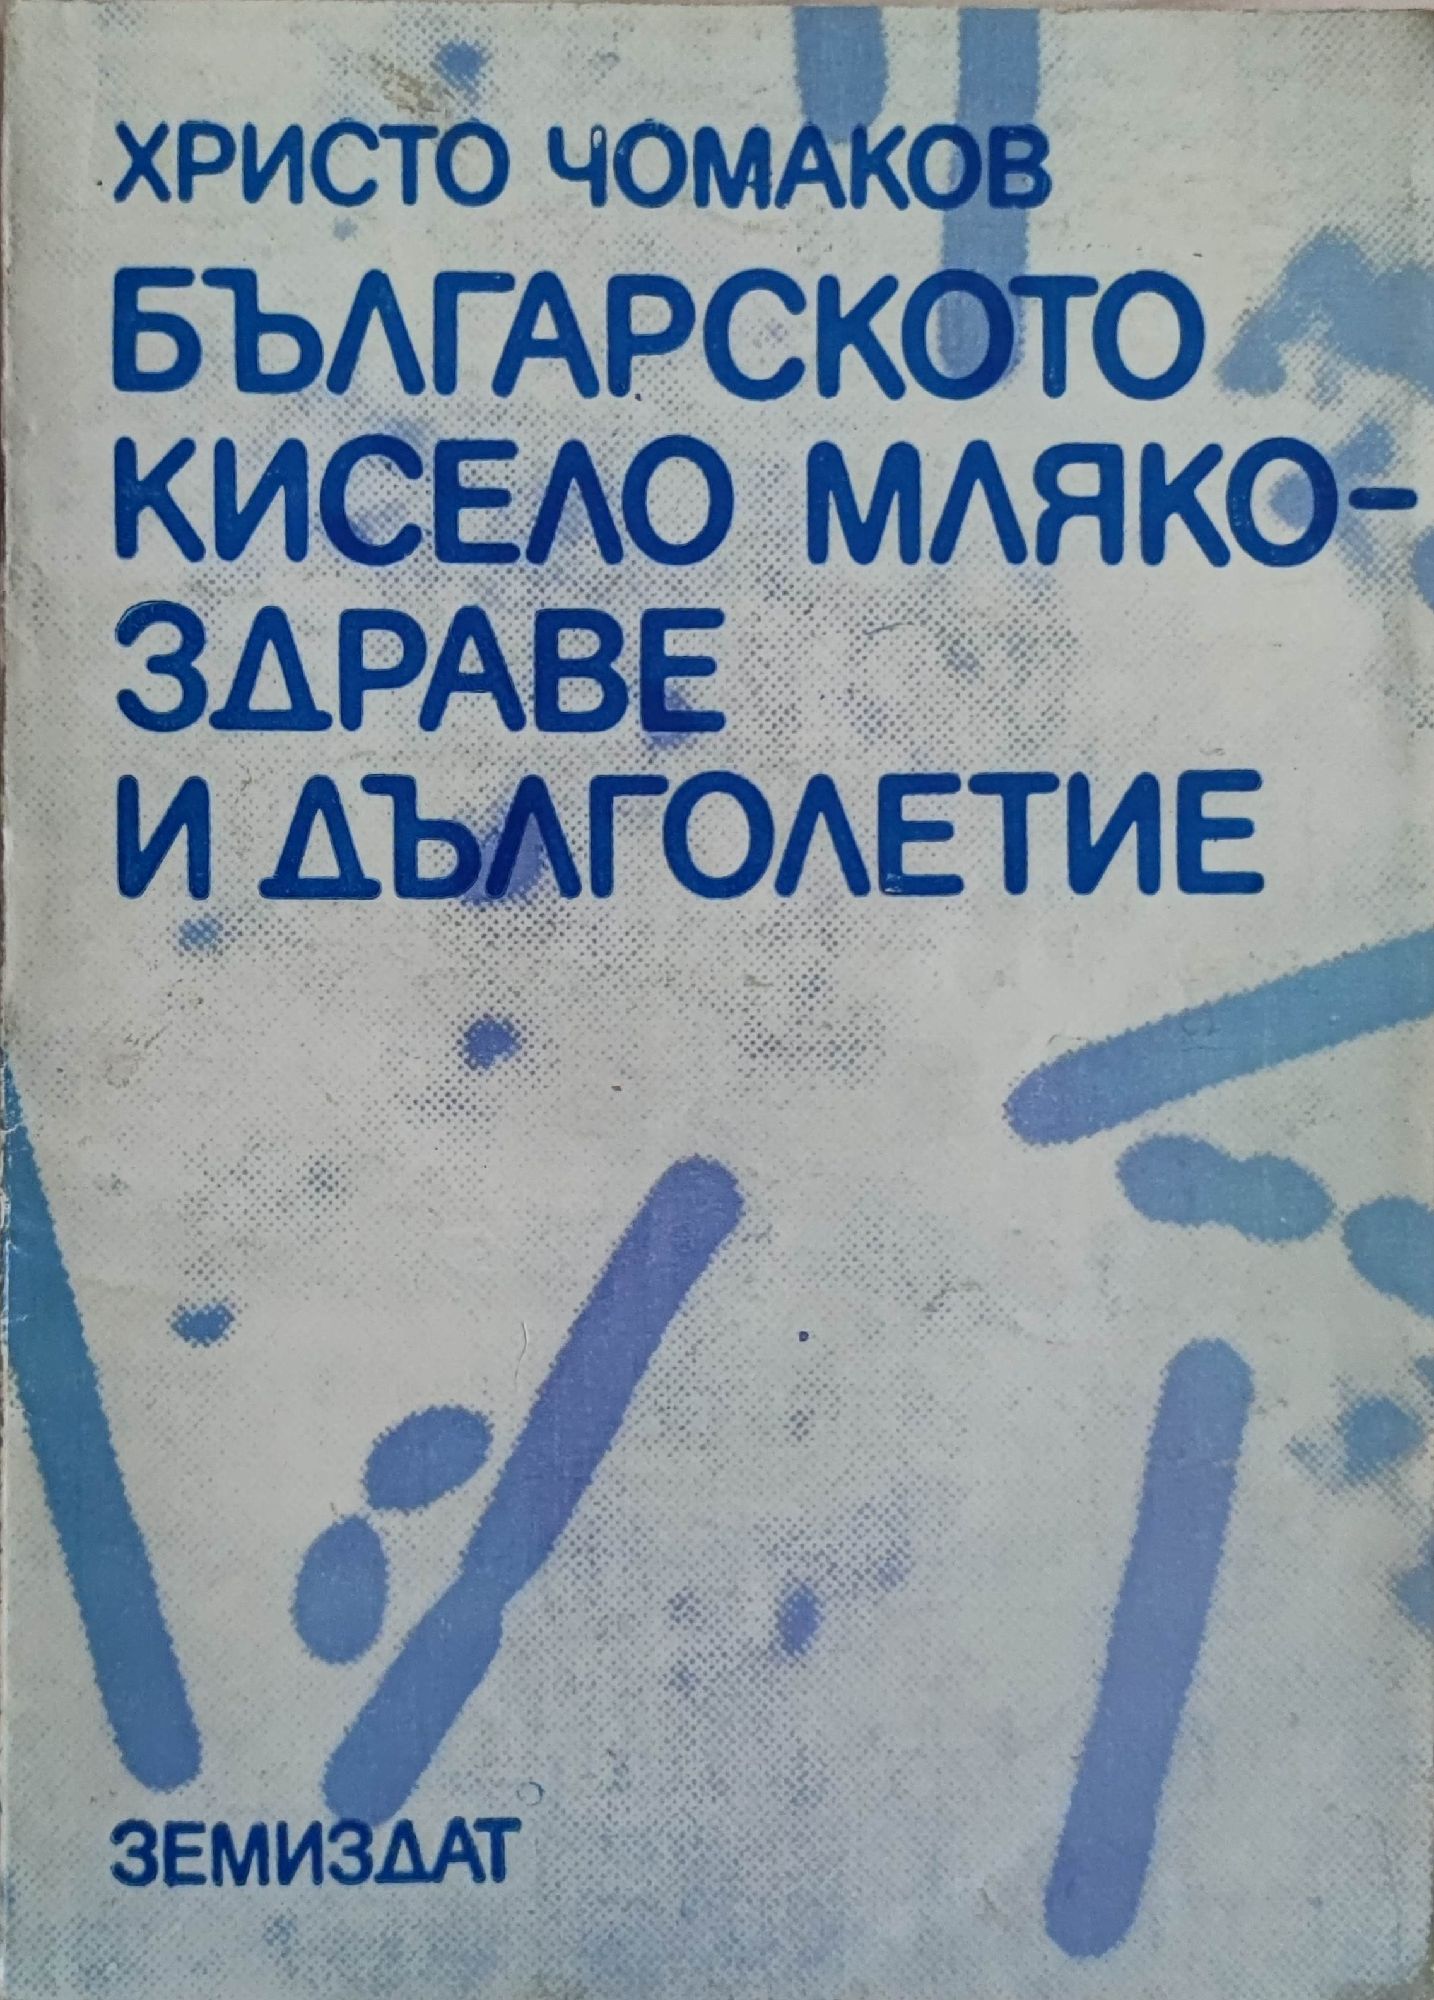 ХРИСТО ЧОМАКОВ
БЪЛГАРСКОТО
КИСЕЛО МЛЯКО-
ЗДРАВЕ
И ДЪЛГОЛЕТИЕ
ЗЕМИЗДАТ